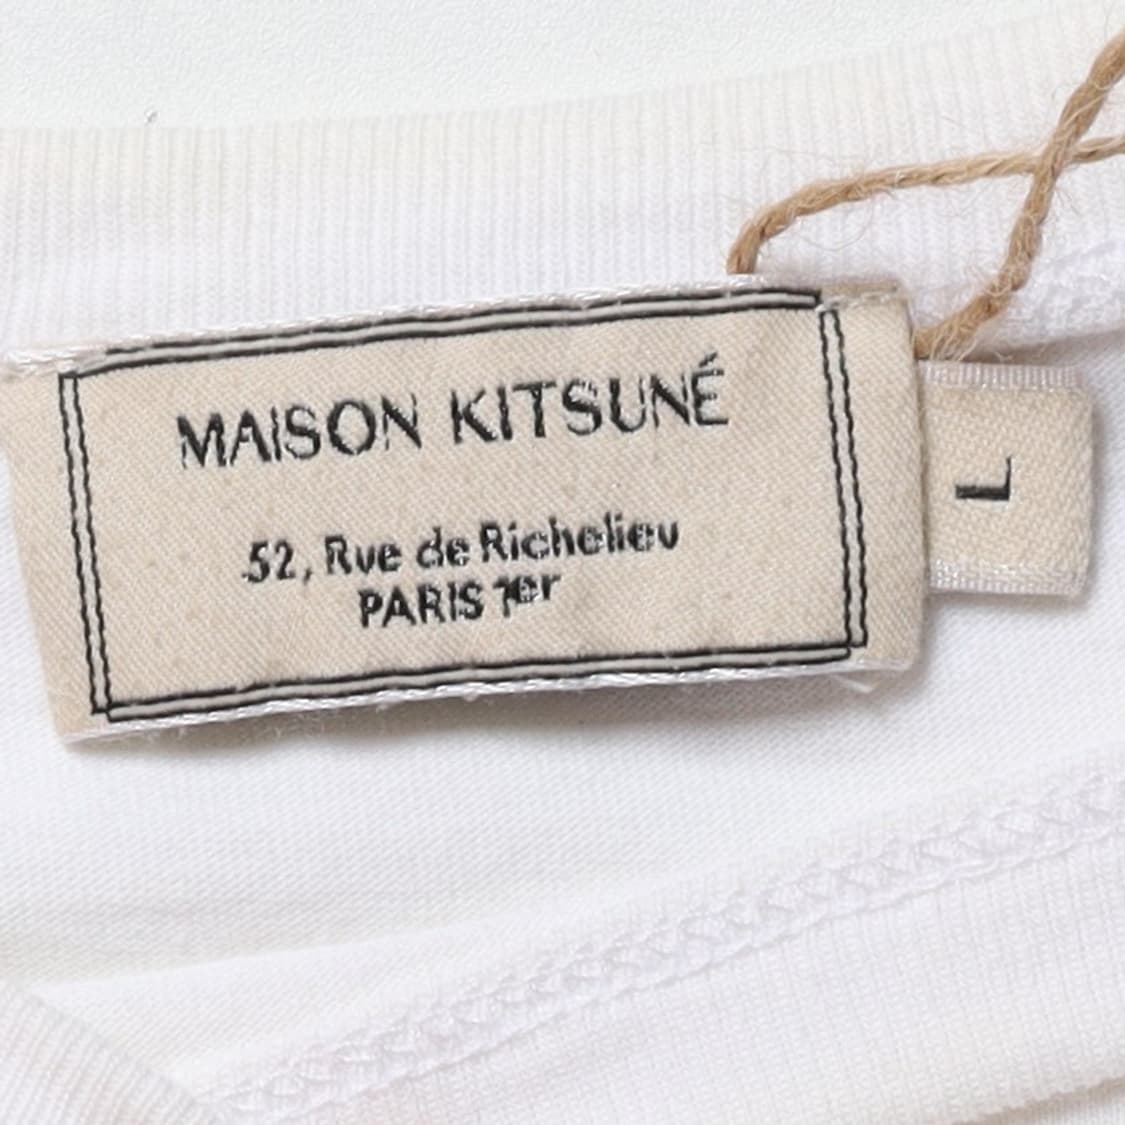 MAISON KITSUNÉ
52, Rue de Richelieu
PARIS 1er
L